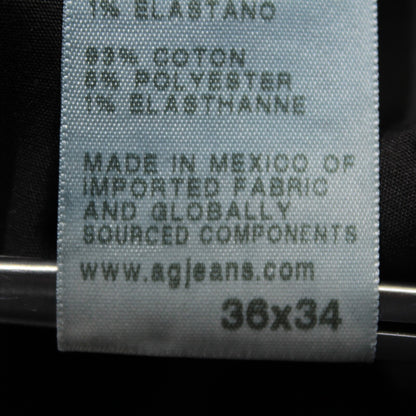 1% ELASTANO
93% COTON
6% POLYESTER
1% ELASTHANNE
MADE IN MEXICO OF
IMPORTED FABRIC
AND GLOBALLY
SOURCED COMPONENTS
www.agjeans.com
36x34